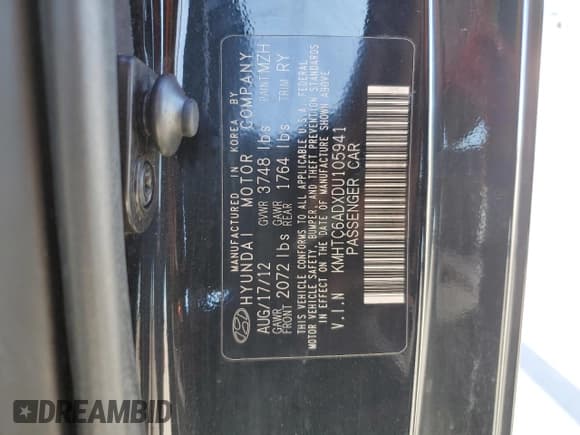 MANUFACTURED IN KOREA BY
HYUNDAI MOTOR COMPANY
AUG/17/12 GVWR 3748 lbs PAINT MZH
GAWR FRONT 2072 lbs GAWR REAR 1764 lbs TRIM RY
THIS VEHICLE CONFORMS TO ALL APPLICABLE U.S.A. FEDERAL
MOTOR VEHICLE SAFETY, BUMPER, AND THEFT PREVENTION STANDARDS
IN EFFECT ON THE DATE OF MANUFACTURE SHOWN ABOVE
V.I.N KMHTC6ADXDU105941
PASSENGER CAR
DREAMBID